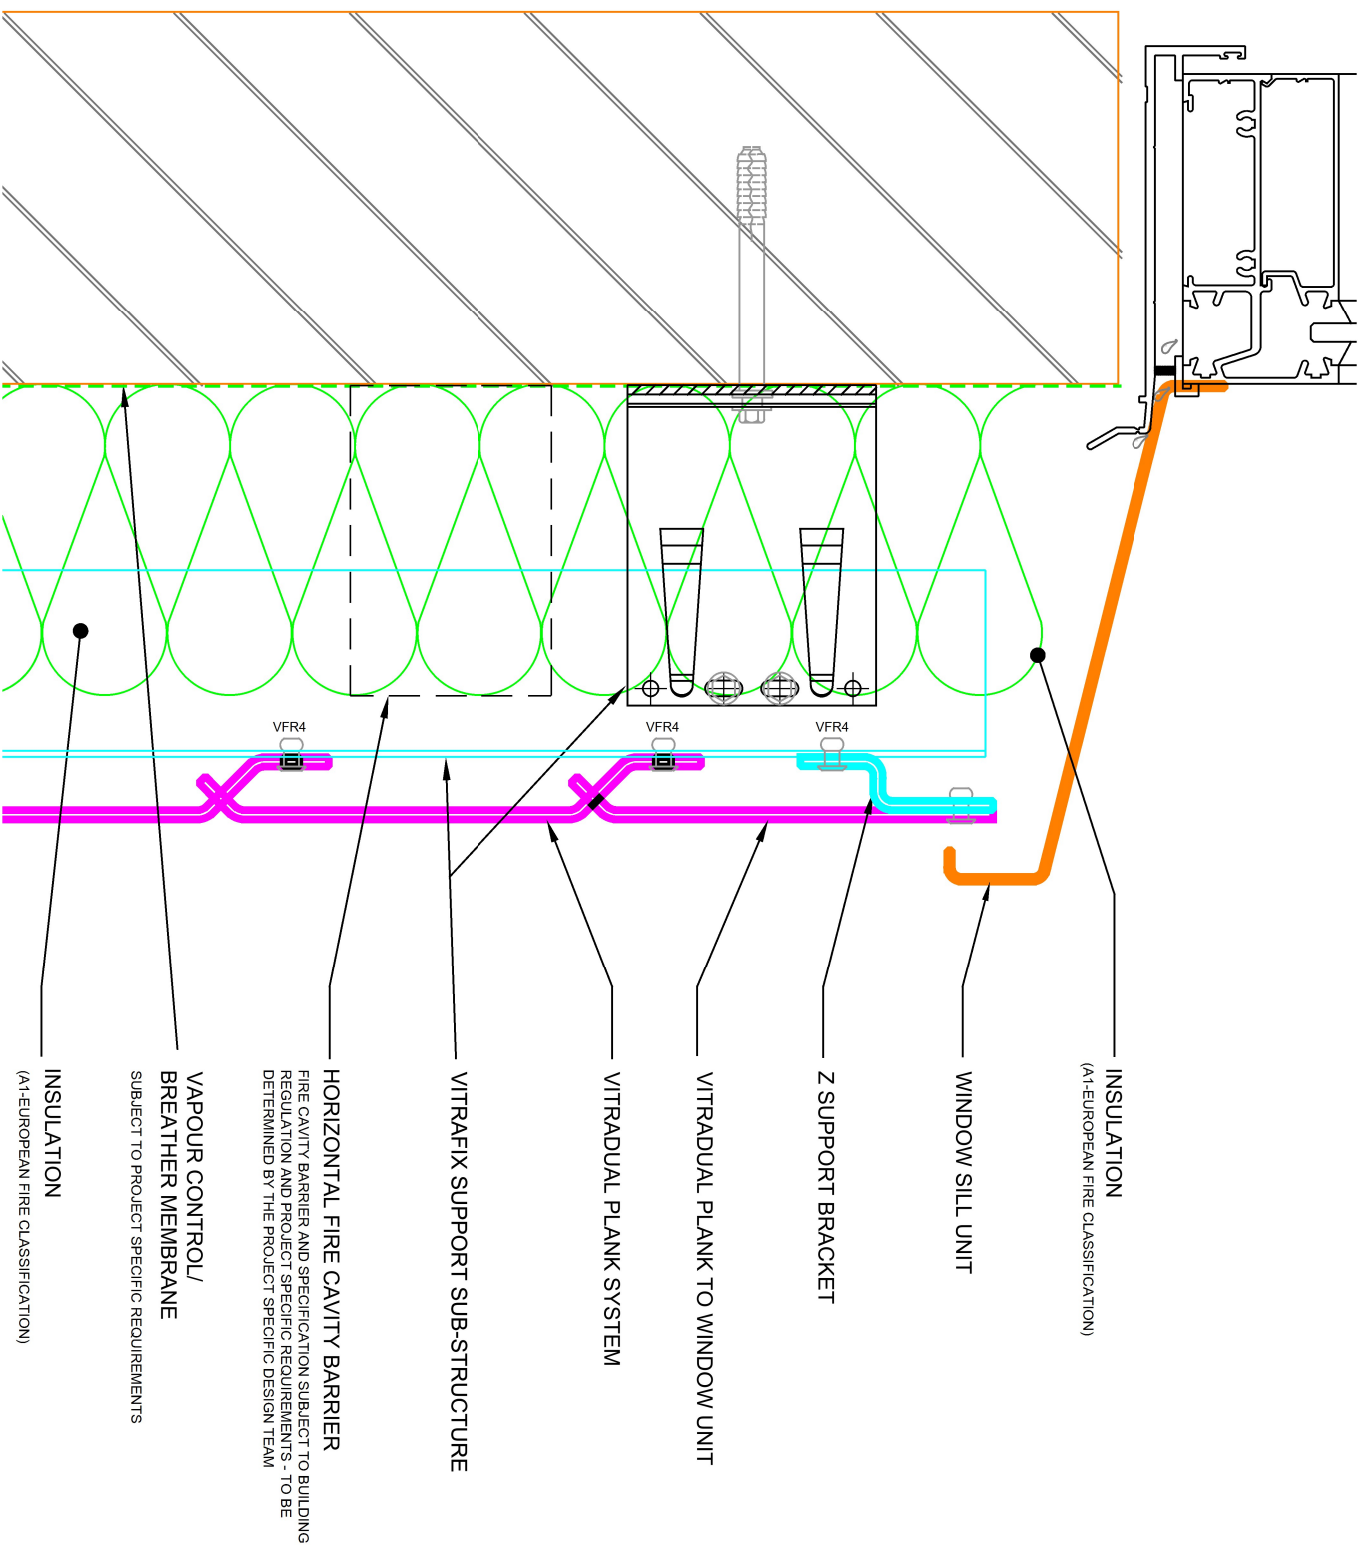 INSULATION
(A1-EUROPEAN FIRE CLASSIFICATION)
WINDOW SILL UNIT
Z SUPPORT BRACKET
VITRADUAL PLANK TO WINDOW UNIT
VITRADUAL PLANK SYSTEM
VITRAFIX SUPPORT SUB-STRUCTURE
HORIZONTAL FIRE CAVITY BARRIER
FIRE CAVITY BARRIER AND SPECIFICATION SUBJECT TO BUILDING
REGULATION AND PROJECT SPECIFIC REQUIREMENTS - TO BE
DETERMINED BY THE PROJECT SPECIFIC DESIGN TEAM
VAPOUR CONTROL/
BREATHER MEMBRANE
SUBJECT TO PROJECT SPECIFIC REQUIREMENTS
INSULATION
(A1-EUROPEAN FIRE CLASSIFICATION)
VFR4
VFR4
VFR4